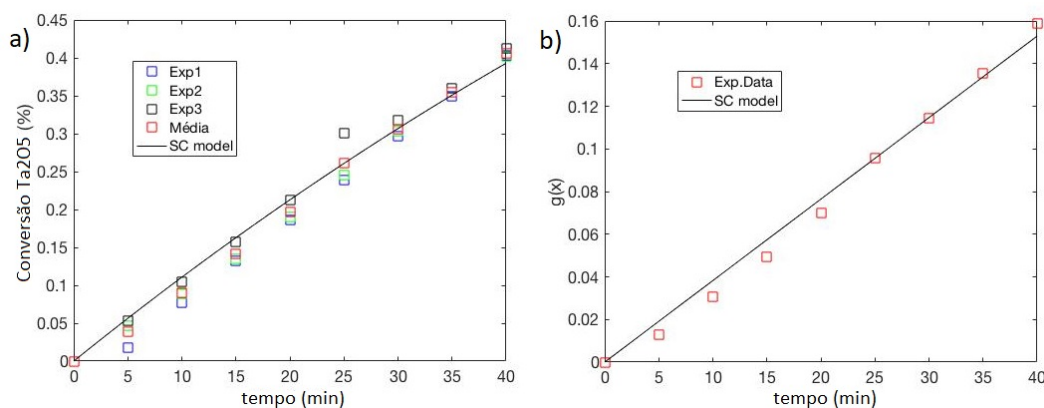 a)
0.45
0.4
0.35
0.3
0.25
0.2
0.15
0.1
0.05
0
Conversão Ta2O5 (%)
Exp1
Exp2
Exp3
Média
SC model
0 5 10 15 20 25 30 35 40
tempo (min)
b)
0.16
0.14
0.12
0.1
0.08
0.06
0.04
0.02
0
g(x)
Exp.Data
SC model
0 5 10 15 20 25 30 35 40
tempo (min)